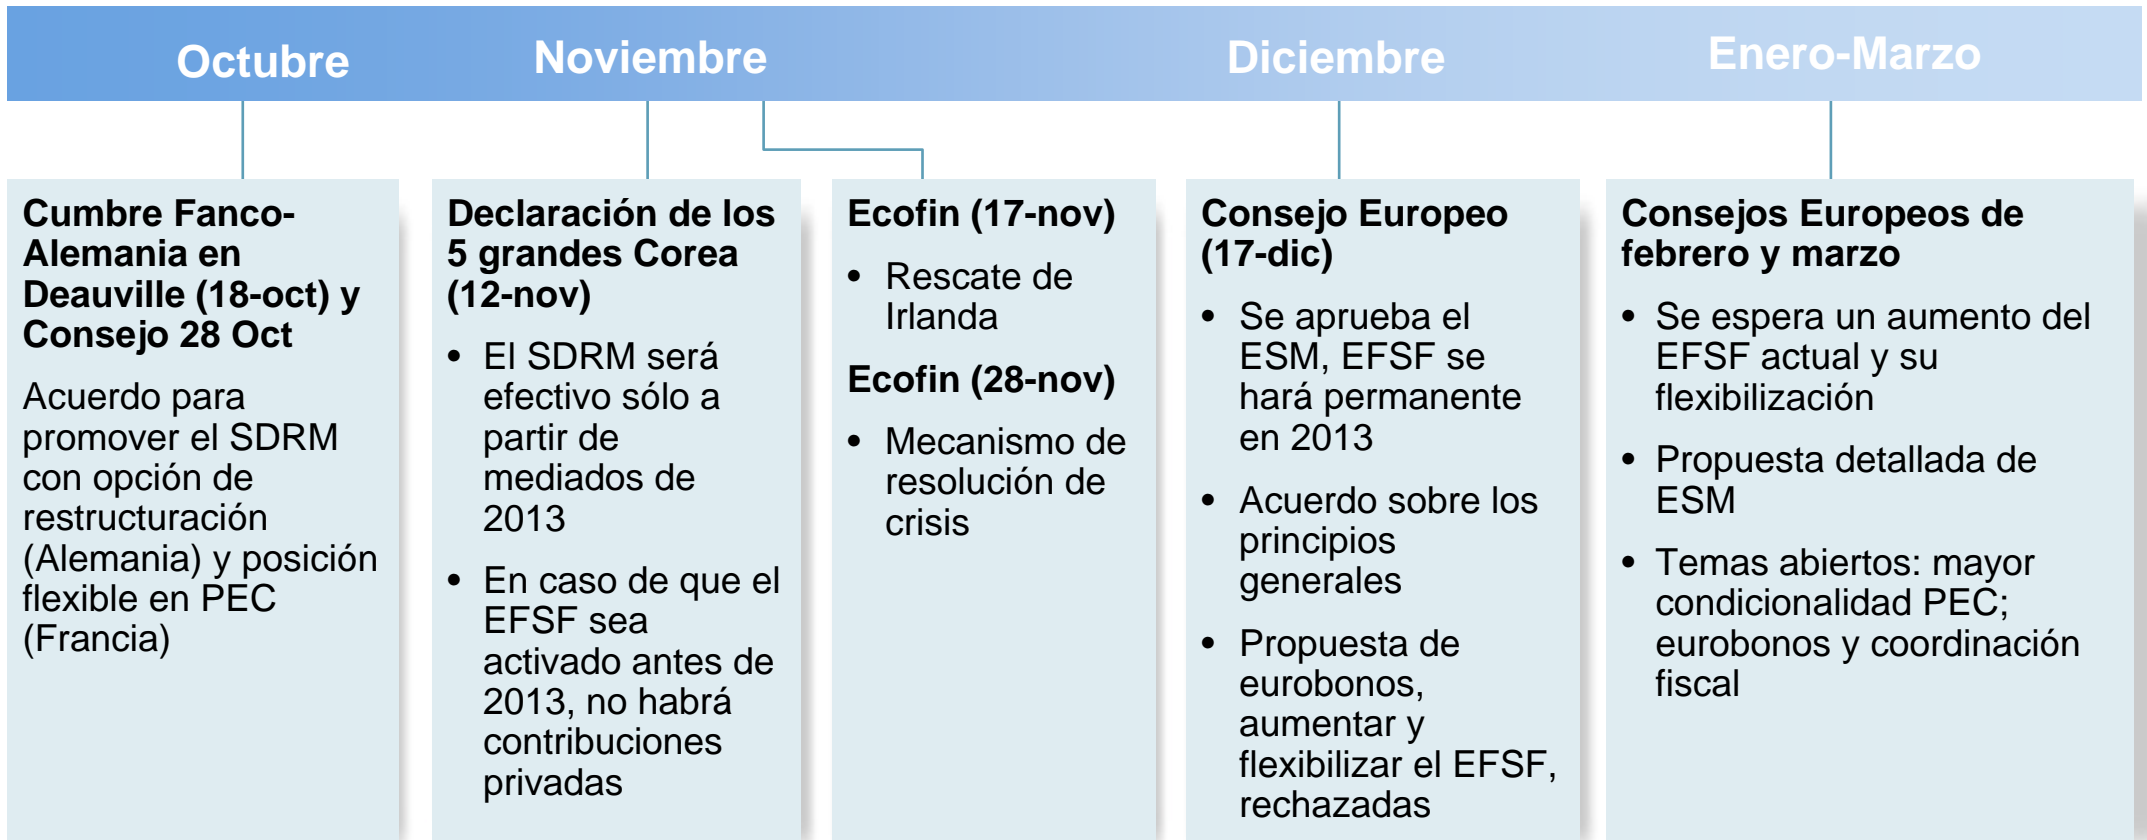 Octubre
Noviembre
Diciembre
Enero-Marzo
Cumbre Fanco-
Alemania en
Deauville (18-oct) y
Consejo 28 Oct
Acuerdo para
promover el SDRM
con opción de
restructuración
(Alemania) y posición
flexible en PEC
(Francia)
Declaración de los
5 grandes Corea
(12-nov)
• El SDRM será
efectivo sólo a
partir de
mediados de
2013
• En caso de que el
EFSF sea
activado antes de
2013, no habrá
contribuciones
privadas
Ecofin (17-nov)
• Rescate de
Irlanda
Ecofin (28-nov)
• Mecanismo de
resolución de
crisis
Consejo Europeo
(17-dic)
• Se aprueba el
ESM, EFSF se
hará permanente
en 2013
• Acuerdo sobre los
principios
generales
• Propuesta de
eurobonos,
aumentar y
flexibilizar el EFSF,
rechazadas
Consejos Europeos de
febrero y marzo
• Se espera un aumento del
EFSF actual y su
flexibilización
• Propuesta detallada de
ESM
• Temas abiertos: mayor
condicionalidad PEC;
eurobonos y coordinación
fiscal